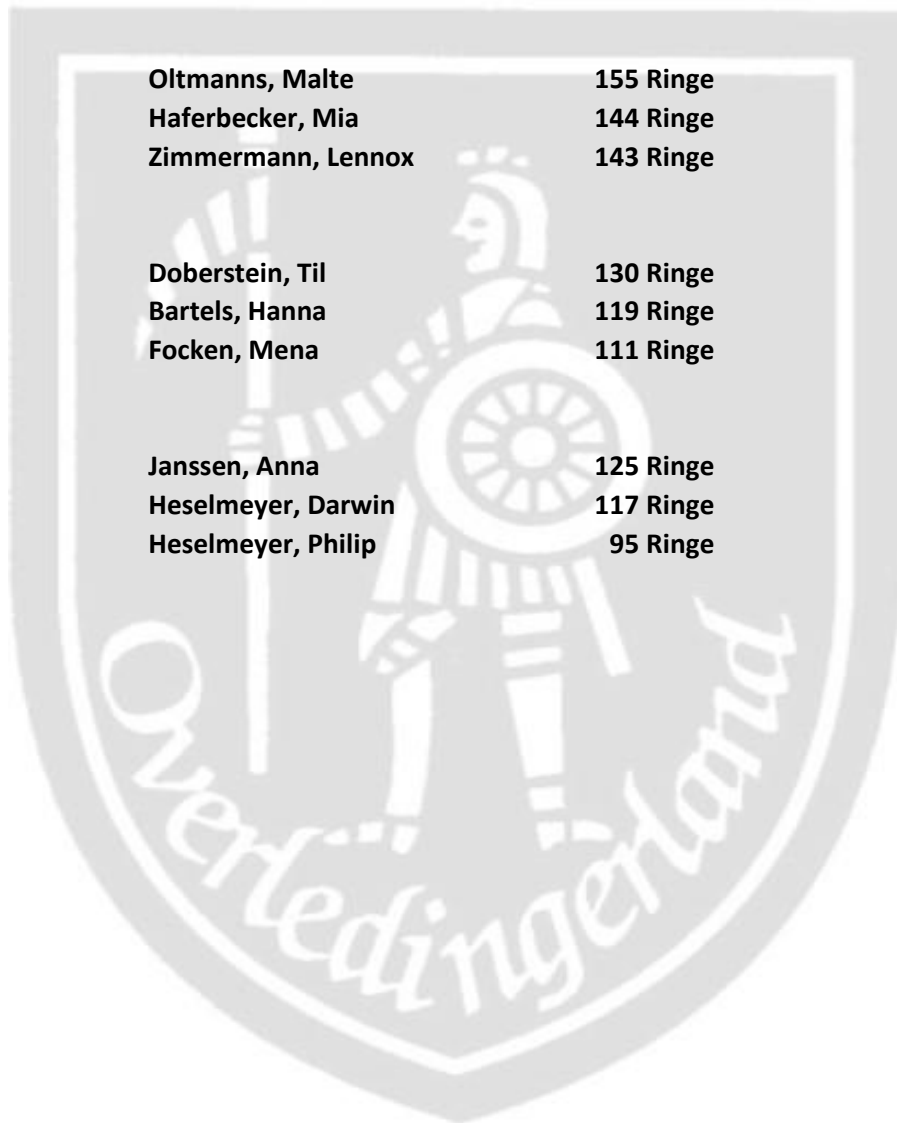 Oltmanns, Malte 155 Ringe
Haferbecker, Mia 144 Ringe
Zimmermann, Lennox 143 Ringe
Doberstein, Til 130 Ringe
Bartels, Hanna 119 Ringe
Focken, Mena 111 Ringe
Janssen, Anna 125 Ringe
Heselmeyer, Darwin 117 Ringe
Heselmeyer, Philip 95 Ringe
Overledingerland